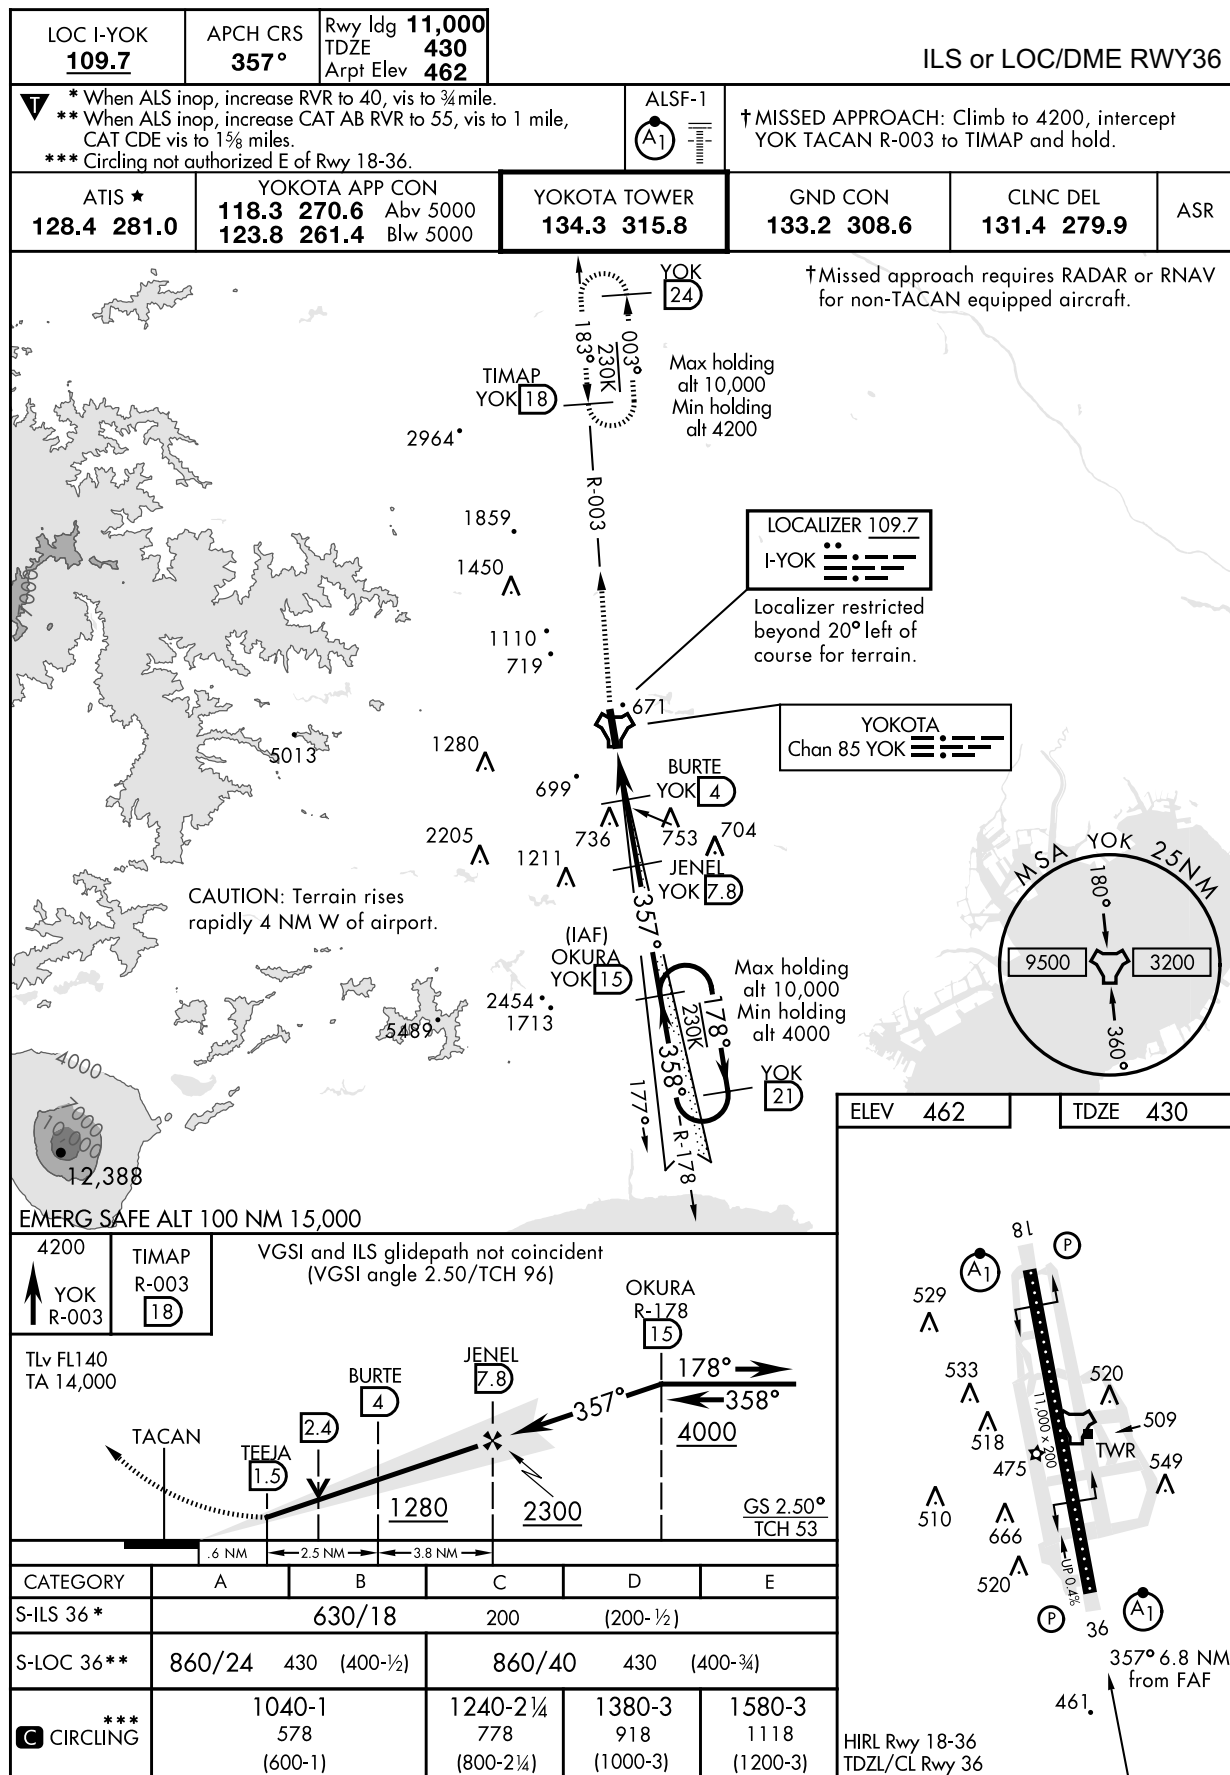 LOC I-YOK
109.7
APCH CRS
357°
Rwy ldg 11,000
TDZE 430
Arpt Elev 462
ILS or LOC/DME RWY36
T
* When ALS inop, increase RVR to 40, vis to ¾ mile.
** When ALS inop, increase CAT AB RVR to 55, vis to 1 mile,
CAT CDE vis to 1⅝ miles.
*** Circling not authorized E of Rwy 18-36.
ALSF-1
A1
†MISSED APPROACH: Climb to 4200, intercept
YOK TACAN R-003 to TIMAP and hold.
ATIS ★
128.4 281.0
YOKOTA APP CON
118.3 270.6 Abv 5000
123.8 261.4 Blw 5000
YOKOTA TOWER
134.3 315.8
GND CON
133.2 308.6
CLNC DEL
131.4 279.9
ASR
†Missed approach requires RADAR or RNAV
for non-TACAN equipped aircraft.
YOK
24
183°
230K
003°
TIMAP
YOK 18
Max holding
alt 10,000
Min holding
alt 4200
2964
R-003
1859
1450
1110
719
7000
LOCALIZER 109.7
I-YOK
Localizer restricted
beyond 20° left of
course for terrain.
671
YOKOTA
Chan 85 YOK
5013
1280
699
BURTE
YOK 4
736
753
704
2205
1211
JENEL
YOK 7.8
CAUTION: Terrain rises
rapidly 4 NM W of airport.
357°
(IAF)
OKURA
YOK 15
Max holding
alt 10,000
Min holding
alt 4000
178°
230K
358°
177°
R-178
YOK
21
2454
1713
5489
MSA YOK 25NM
180°
9500
3200
360°
4000
7000
10,000
12,388
EMERG SAFE ALT 100 NM 15,000
ELEV 462
TDZE 430
4200
YOK
R-003
TIMAP
R-003
18
VGSI and ILS glidepath not coincident
(VGSI angle 2.50/TCH 96)
OKURA
R-178
15
TLv FL140
TA 14,000
TACAN
TEEJA
1.5
2.4
BURTE
4
JENEL
7.8
357°
178°
358°
4000
1280
2300
GS 2.50°
TCH 53
.6 NM
2.5 NM
3.8 NM
CATEGORY A B C D E
S-ILS 36 * 630/18 200 (200-½)
S-LOC 36** 860/24 430 (400-½) 860/40 430 (400-¾)
C CIRCLING ***
1040-1
578
(600-1)
1240-2¼
778
(800-2¼)
1380-3
918
(1000-3)
1580-3
1118
(1200-3)
18
P
A1
529
533
518
520
509
TWR
475
11,000 x 200
549
510
666
520
UP 0.4%
P
36
A1
357° 6.8 NM
from FAF
461
HIRL Rwy 18-36
TDZL/CL Rwy 36